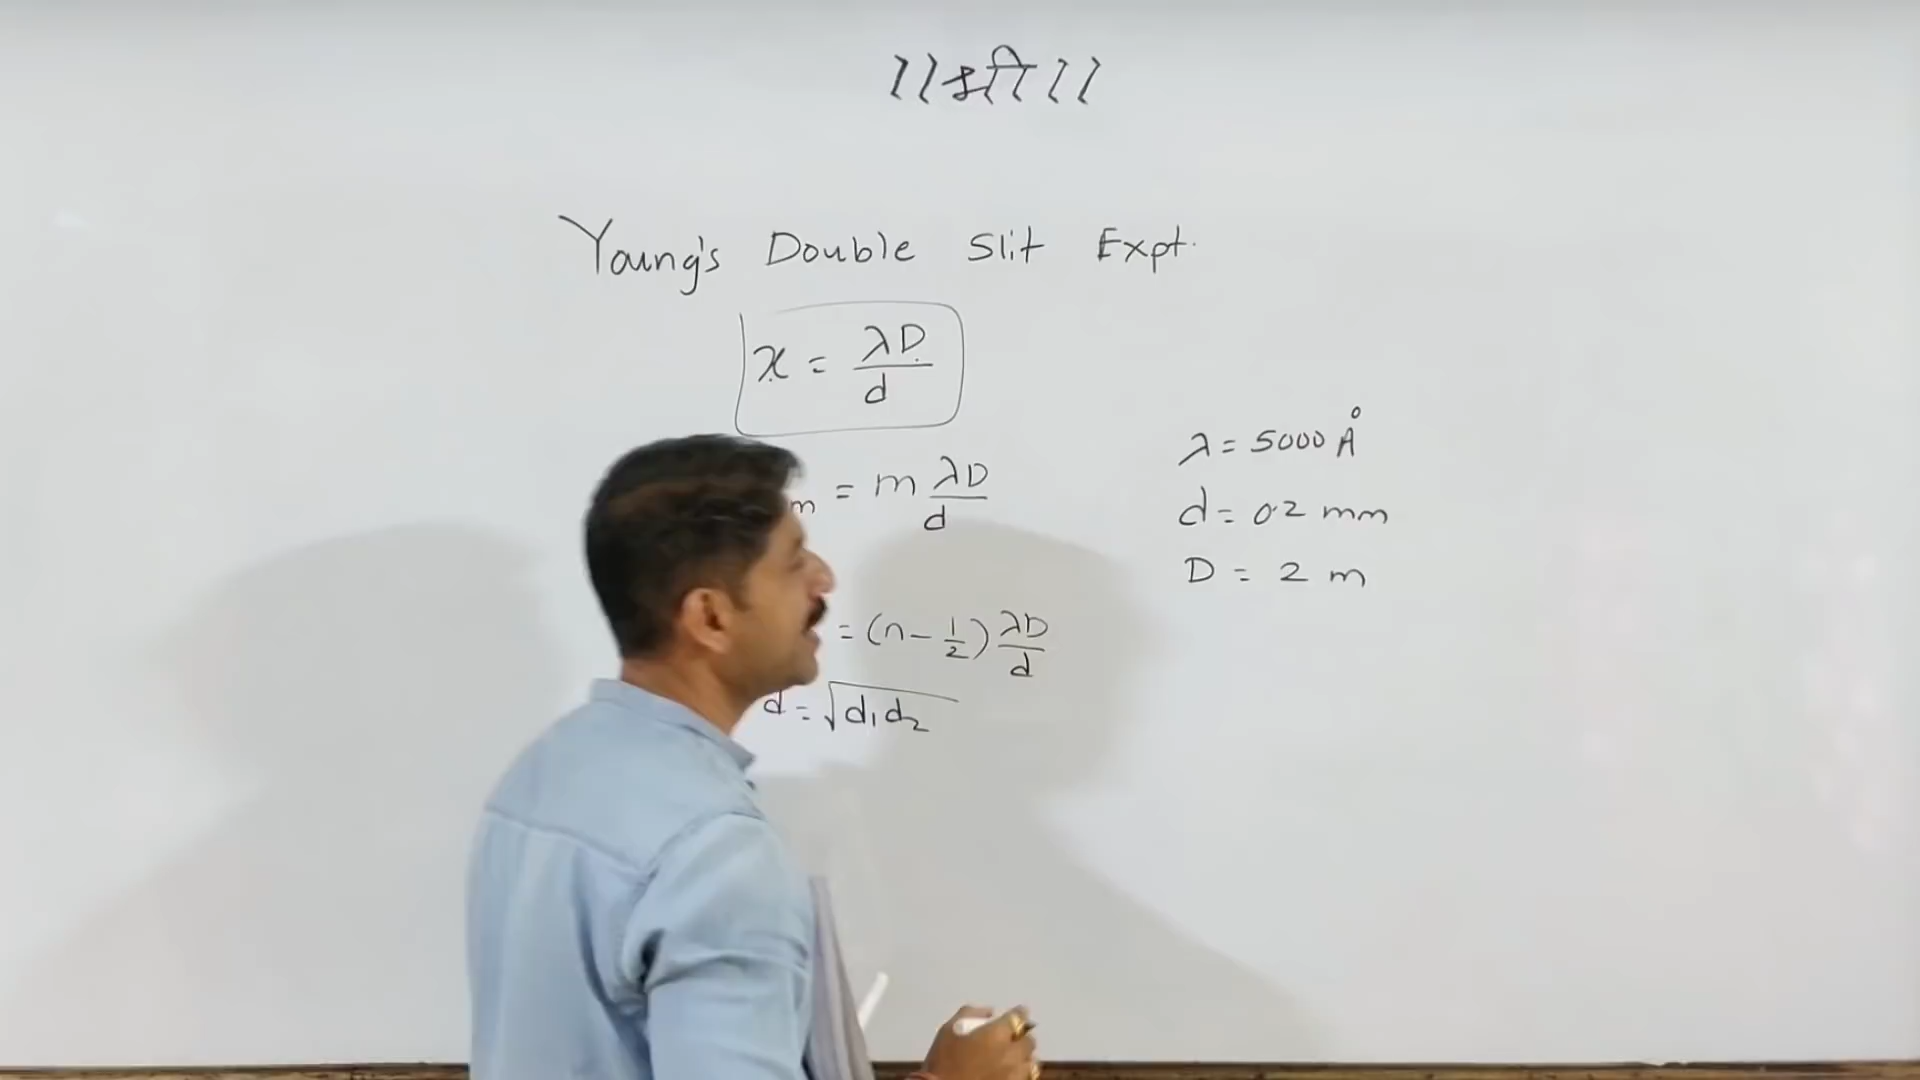 ।।श्री।।
Young's Double Slit Expt.
x = λD/d
m = m λD/d
= (n - 1/2) λD/d
d = √d₁d₂
λ = 5000 Å
d = 0.2 mm
D = 2 m